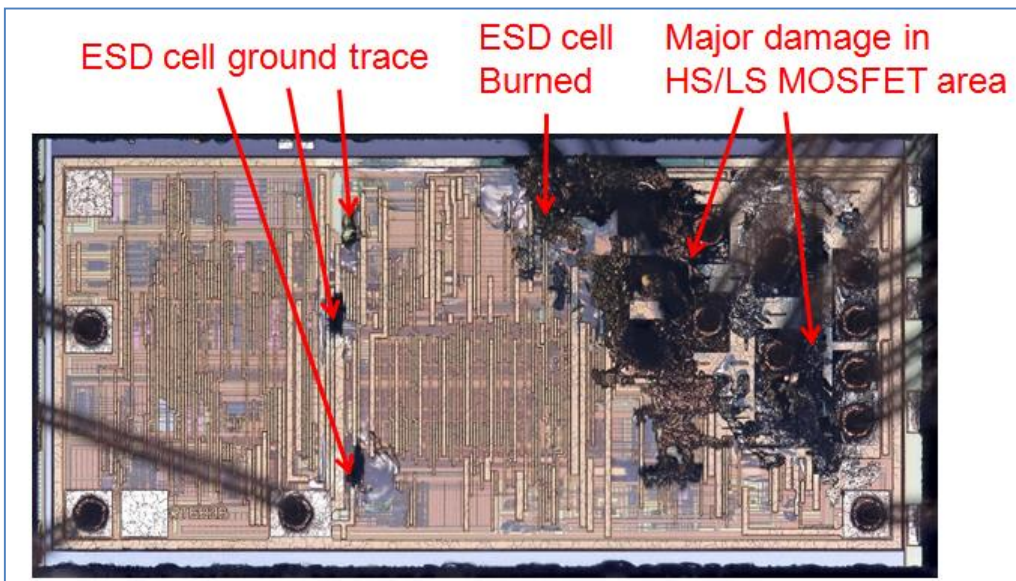 ESD cell ground trace
ESD cell
Burned
Major damage in
HS/LS MOSFET area